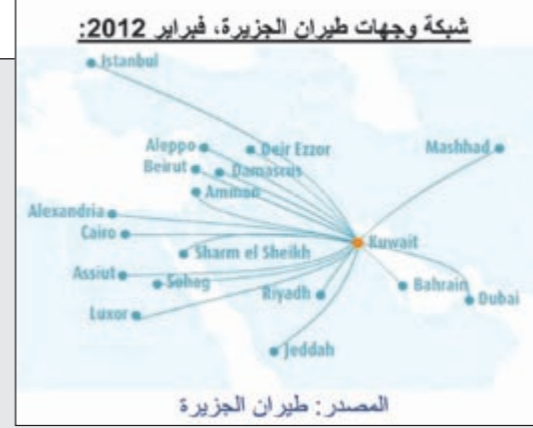 شبكة وجهات طيران الجزيرة، فبراير 2012:
Istanbul
Aleppo
Deir Ezzor
Mashhad
Beirut
Damascus
Amman
Alexandria
Cairo
Kuwait
Sharm el Sheikh
Assiut
Sohag
Riyadh
Bahrain
Dubai
Luxor
Jeddah
المصدر: طيران الجزيرة